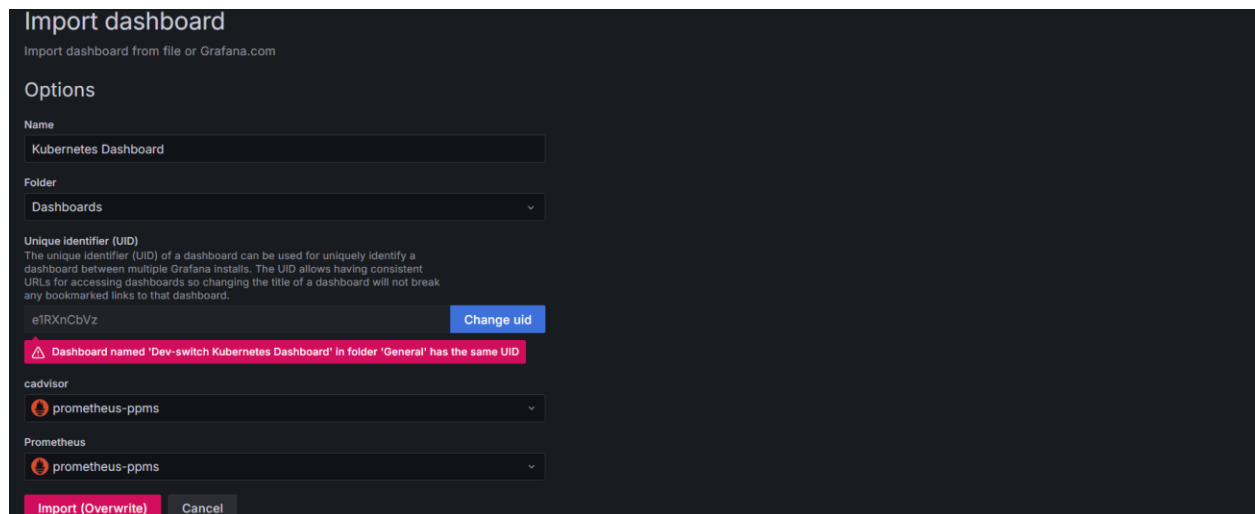 Import dashboard
Import dashboard from file or Grafana.com
Options
Name
Kubernetes Dashboard
Folder
Dashboards
Unique identifier (UID)
The unique identifier (UID) of a dashboard can be used for uniquely identify a
dashboard between multiple Grafana installs. The UID allows having consistent
URLs for accessing dashboards so changing the title of a dashboard will not break
any bookmarked links to that dashboard.
e1RXnCbVz
Change uid
Dashboard named 'Dev-switch Kubernetes Dashboard' in folder 'General' has the same UID
cadvisor
prometheus-ppms
Prometheus
prometheus-ppms
Import (Overwrite)
Cancel